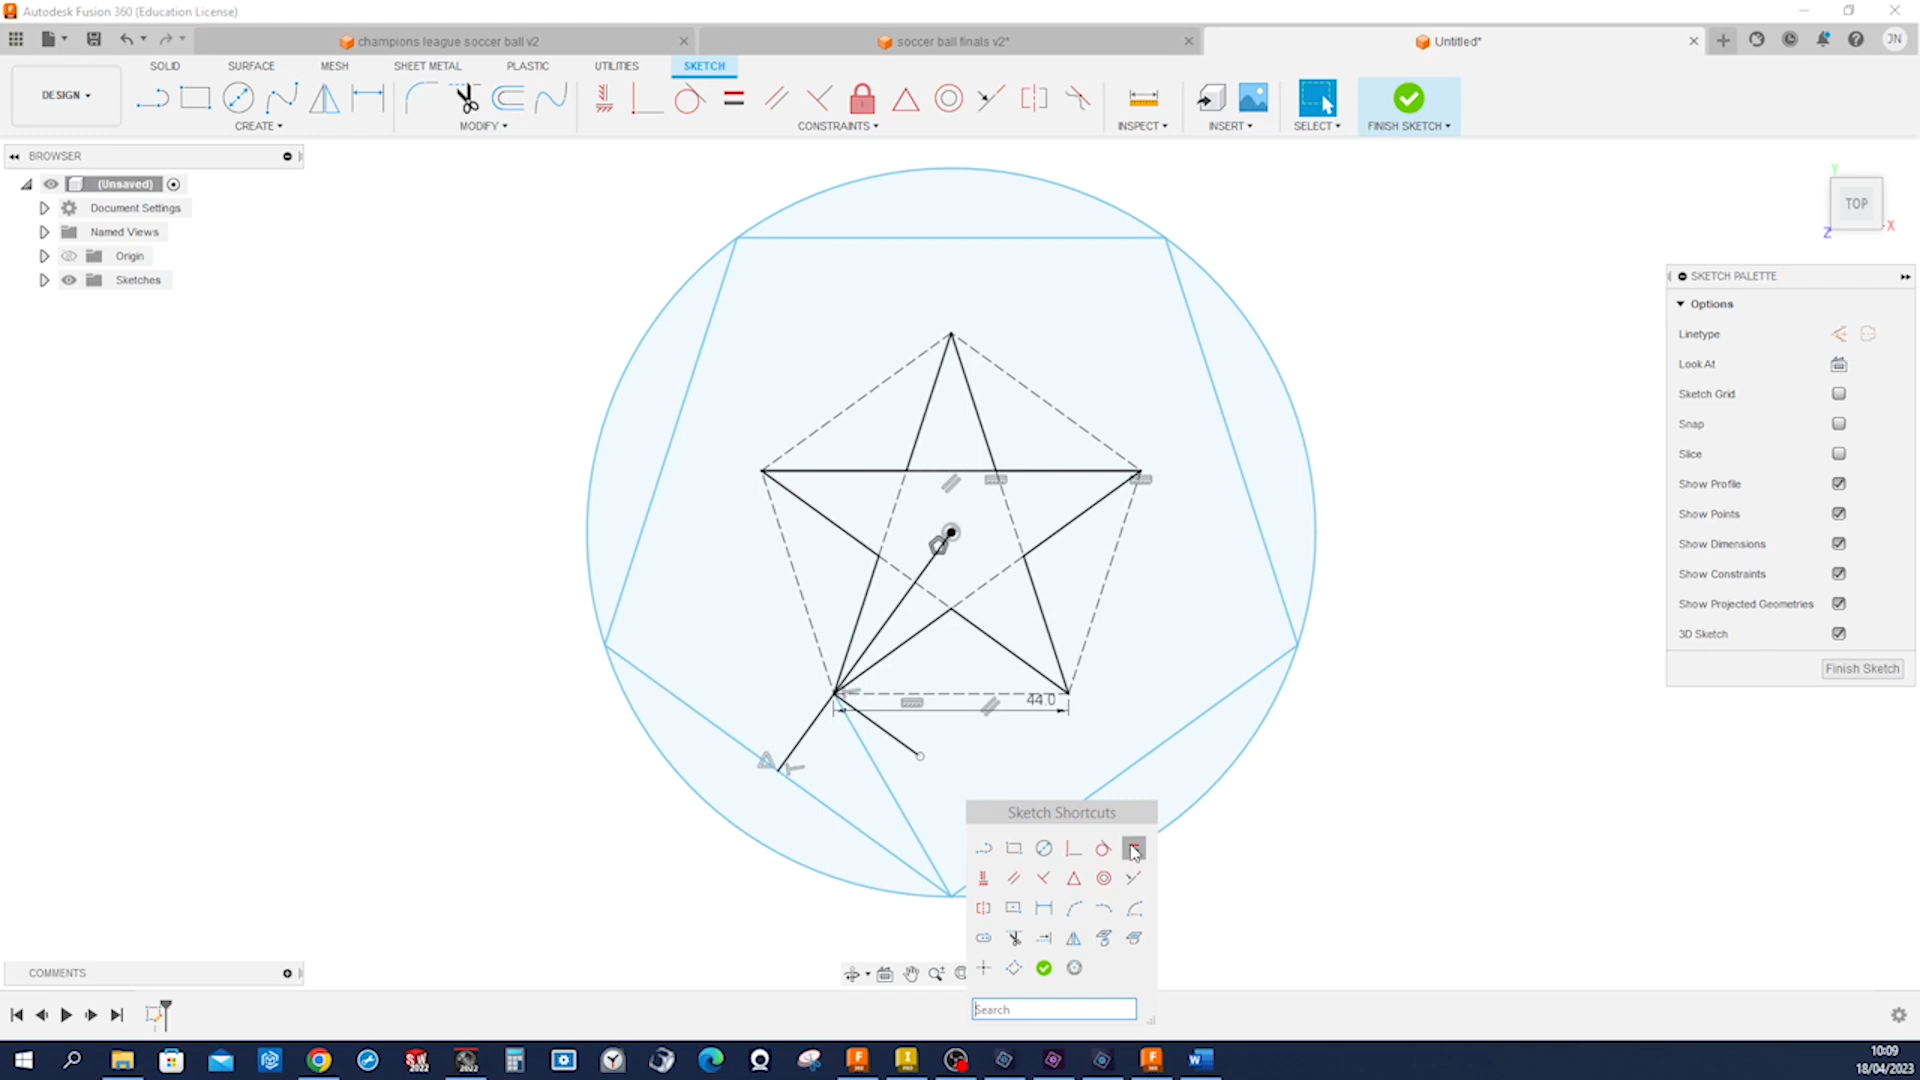 Autodesk Fusion 360 (Education License)
champions league soccer ball v2
soccer ball finals v2*
Untitled*
JN
SOLID
SURFACE
MESH
SHEET METAL
PLASTIC
UTILITIES
SKETCH
DESIGN
CREATE
MODIFY
CONSTRAINTS
INSPECT
INSERT
SELECT
FINISH SKETCH
BROWSER
(Unsaved)
Document Settings
Named Views
Origin
Sketches
Y
TOP
X
Z
SKETCH PALETTE
Options
Linetype
Look At
Sketch Grid
Snap
Slice
Show Profile
Show Points
Show Dimensions
Show Constraints
Show Projected Geometries
3D Sketch
Finish Sketch
44.0
Sketch Shortcuts
Search
COMMENTS
SW
2022
2022
10:09
18/04/2023